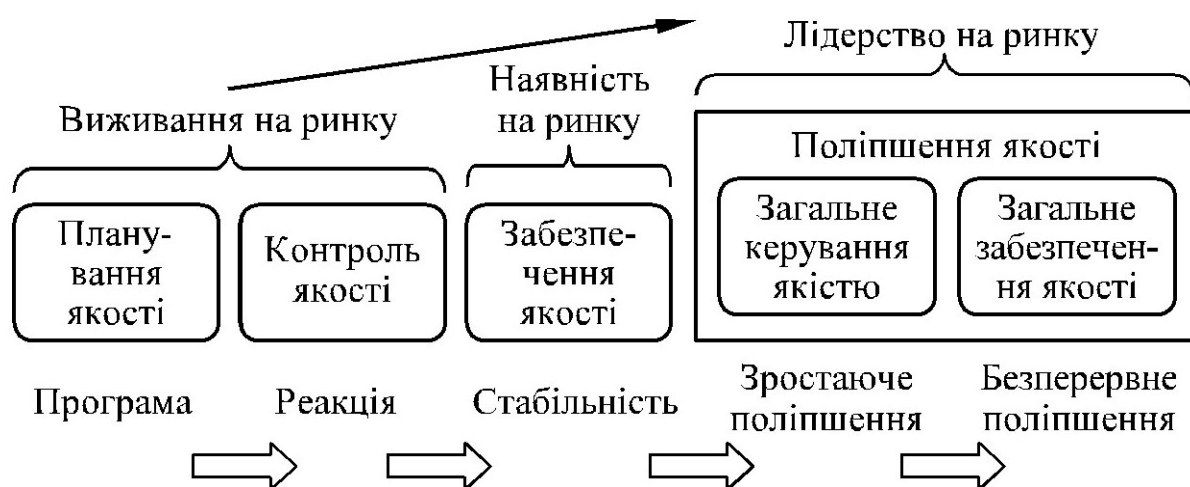 Лідерство на ринку
Наявність
на ринку
Виживання на ринку
Поліпшення якості
Плану-
вання
якості
Контроль
якості
Забезпе-
чення
якості
Загальне
керування
якістю
Загальне
забезпечен-
ня якості
Програма
Реакція
Стабільність
Зростаюче
поліпшення
Безперервне
поліпшення